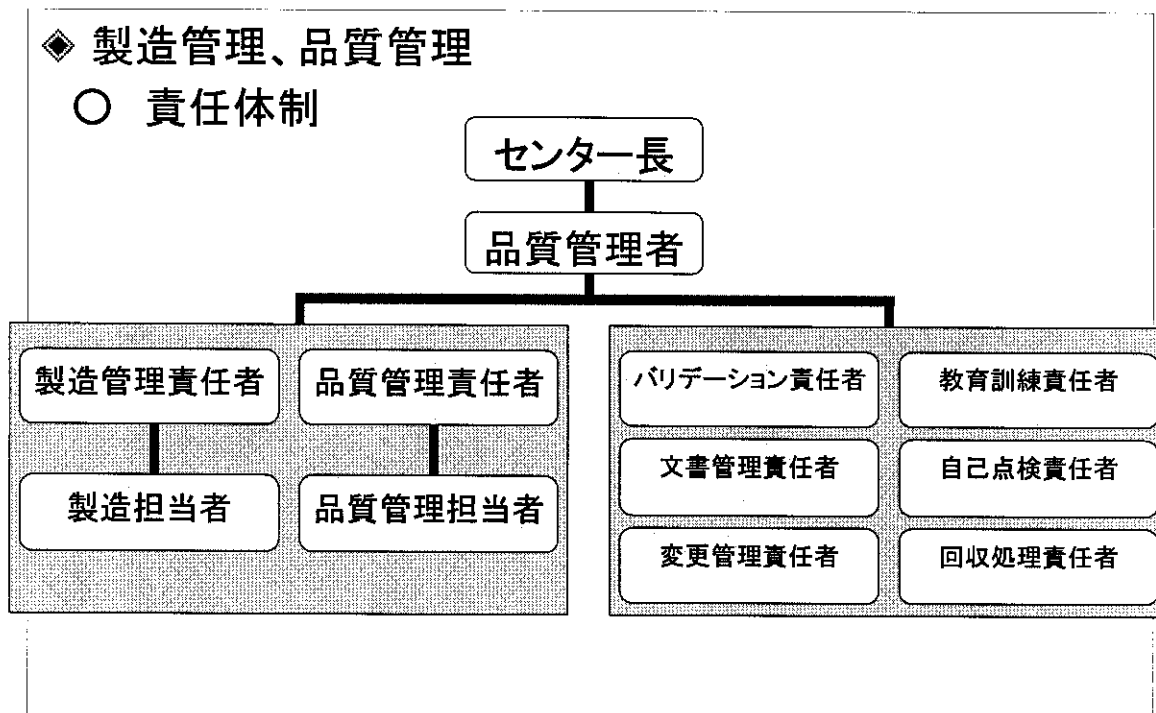 ◈ 製造管理、品質管理
○ 責任体制
センター長
品質管理者
製造管理責任者
品質管理責任者
製造担当者
品質管理担当者
バリデーション責任者
教育訓練責任者
文書管理責任者
自己点検責任者
変更管理責任者
回収処理責任者